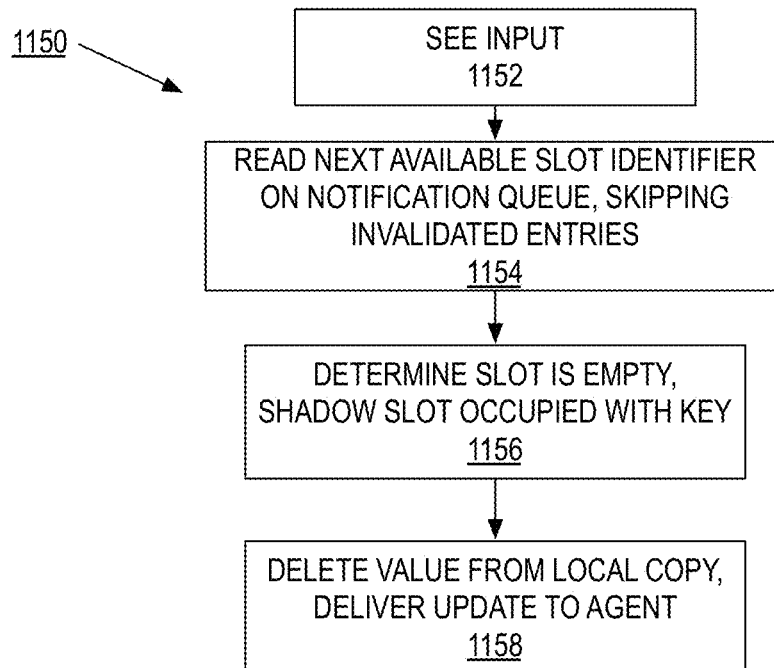 1150
SEE INPUT
1152
READ NEXT AVAILABLE SLOT IDENTIFIER
ON NOTIFICATION QUEUE, SKIPPING
INVALIDATED ENTRIES
1154
DETERMINE SLOT IS EMPTY,
SHADOW SLOT OCCUPIED WITH KEY
1156
DELETE VALUE FROM LOCAL COPY,
DELIVER UPDATE TO AGENT
1158